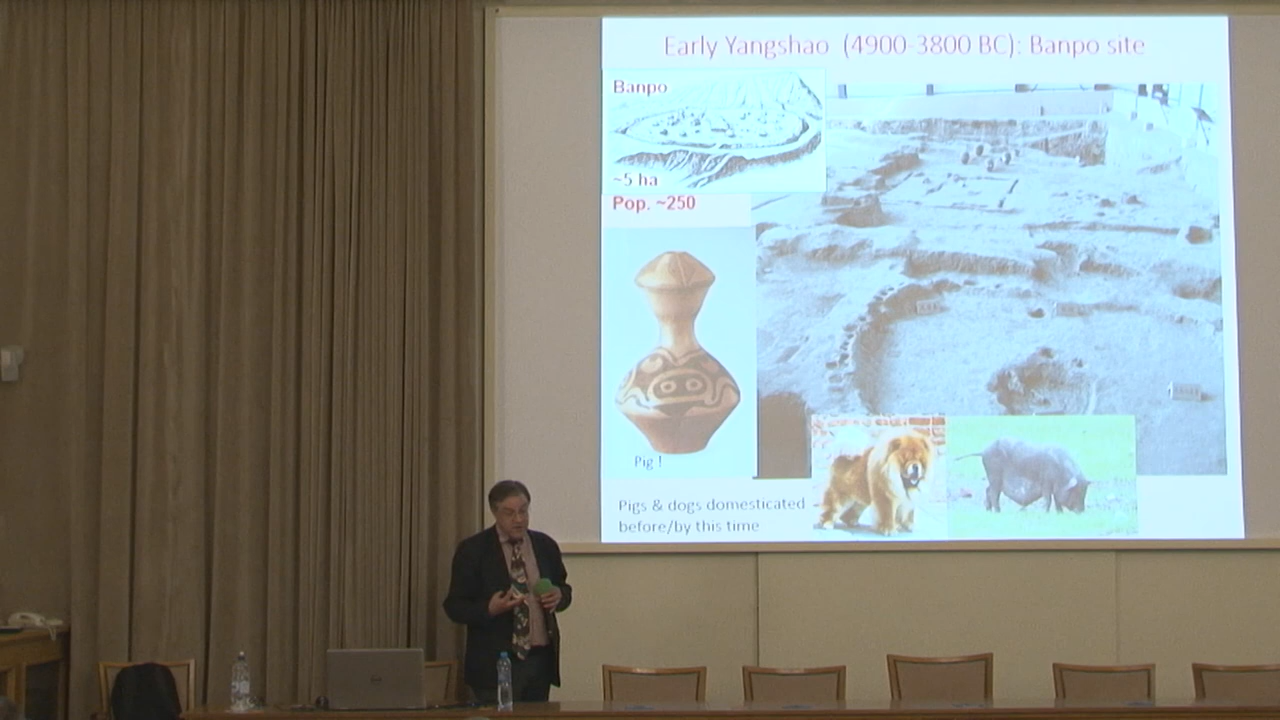 Early Yangshao (4900-3800 BC): Banpo site
Banpo
~5 ha
Pop. ~250
Pig !
Pigs & dogs domesticated
before/by this time